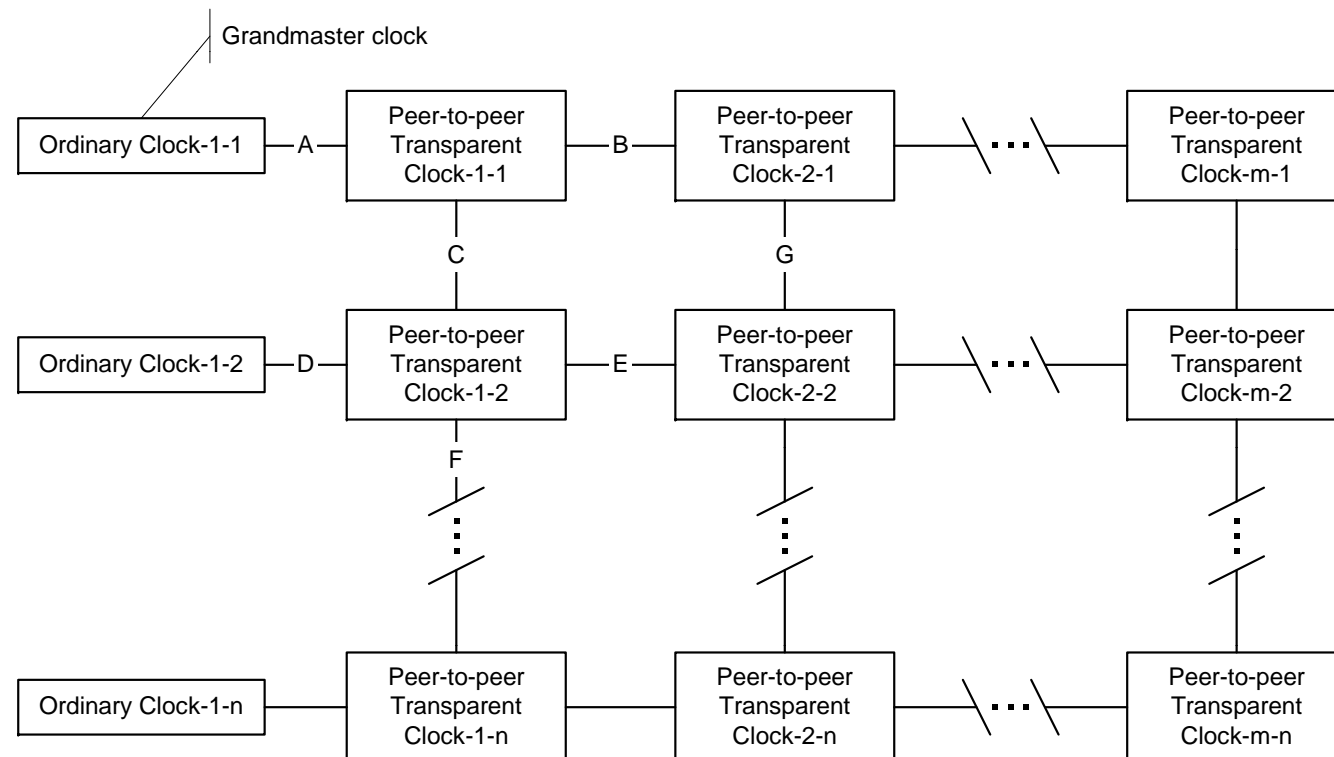 Grandmaster clock
Ordinary Clock-1-1
A
Peer-to-peer
Transparent
Clock-1-1
B
Peer-to-peer
Transparent
Clock-2-1
Peer-to-peer
Transparent
Clock-m-1
C
G
Ordinary Clock-1-2
D
Peer-to-peer
Transparent
Clock-1-2
E
Peer-to-peer
Transparent
Clock-2-2
Peer-to-peer
Transparent
Clock-m-2
F
Ordinary Clock-1-n
Peer-to-peer
Transparent
Clock-1-n
Peer-to-peer
Transparent
Clock-2-n
Peer-to-peer
Transparent
Clock-m-n